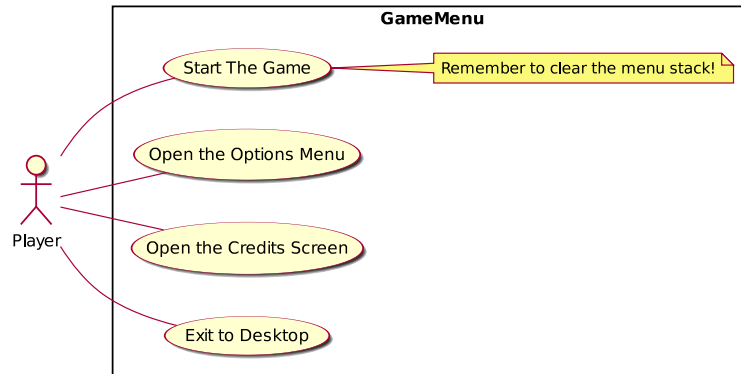 GameMenu
Start The Game
Remember to clear the menu stack!
Open the Options Menu
Player
Open the Credits Screen
Exit to Desktop